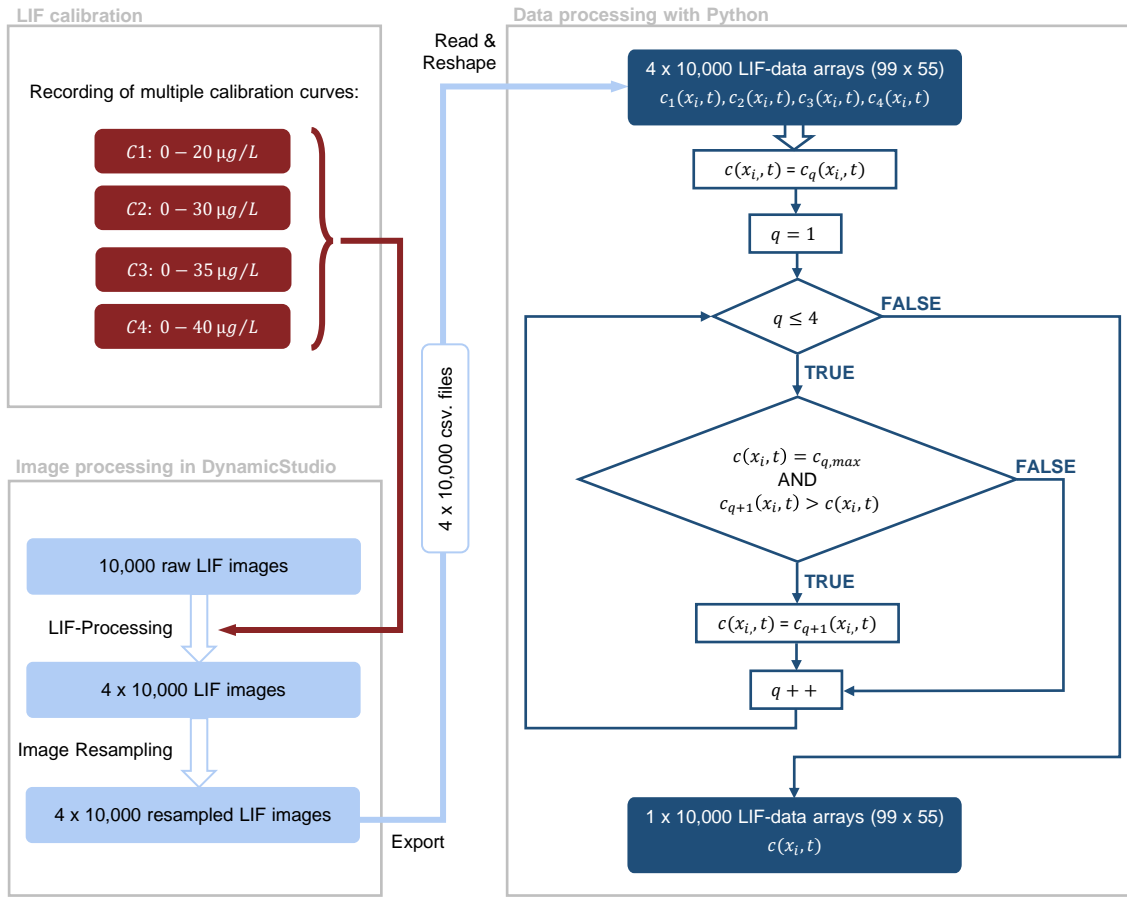 LIF calibration
Recording of multiple calibration curves:
C1: 0 − 20 μg/L
C2: 0 − 30 μg/L
C3: 0 − 35 μg/L
C4: 0 − 40 μg/L
Image processing in DynamicStudio
10,000 raw LIF images
LIF-Processing
4 x 10,000 LIF images
Image Resampling
4 x 10,000 resampled LIF images
Export
4 x 10,000 csv. files
Read &
Reshape
Data processing with Python
4 x 10,000 LIF-data arrays (99 x 55)
c₁(xᵢ, t), c₂(xᵢ, t), c₃(xᵢ, t), c₄(xᵢ, t)
c(xᵢ,, t) = c_q(xᵢ,, t)
q = 1
q ≤ 4
FALSE
TRUE
c(xᵢ, t) = c_{q,max}
AND
c_{q+1}(xᵢ, t) > c(xᵢ, t)
FALSE
TRUE
c(xᵢ,, t) = c_{q+1}(xᵢ,, t)
q + +
1 x 10,000 LIF-data arrays (99 x 55)
c(xᵢ, t)